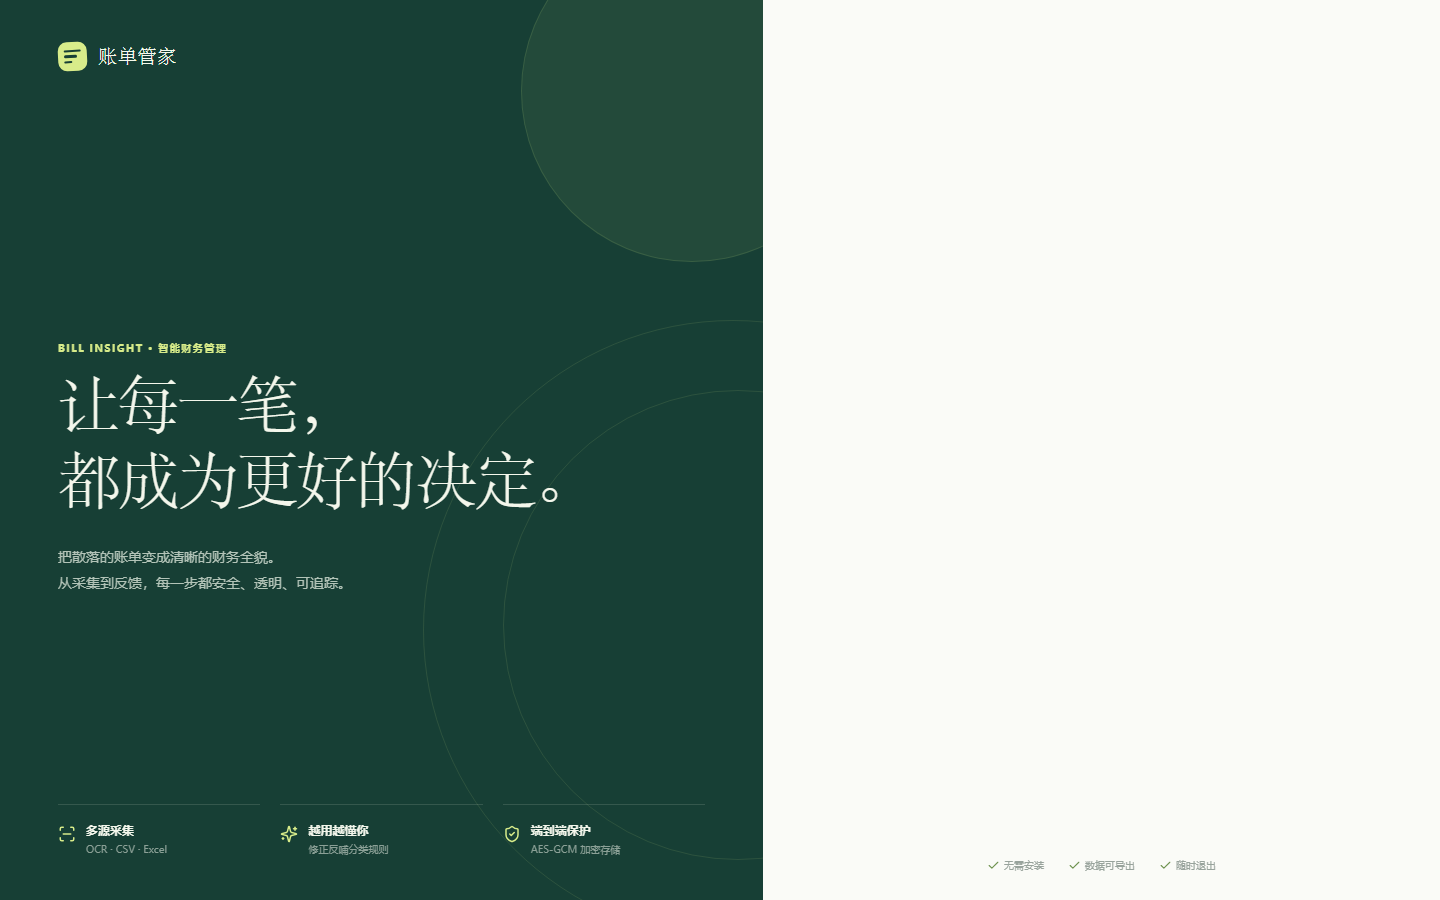 账单管家
BILL INSIGHT • 智能财务管理
让每一笔，
都成为更好的决定。
把散落的账单变成清晰的财务全貌。
从采集到反馈，每一步都安全、透明、可追踪。
多源采集
OCR · CSV · Excel
越用越懂你
修正反哺分类规则
端到端保护
AES-GCM 加密存储
无需安装
数据可导出
随时退出